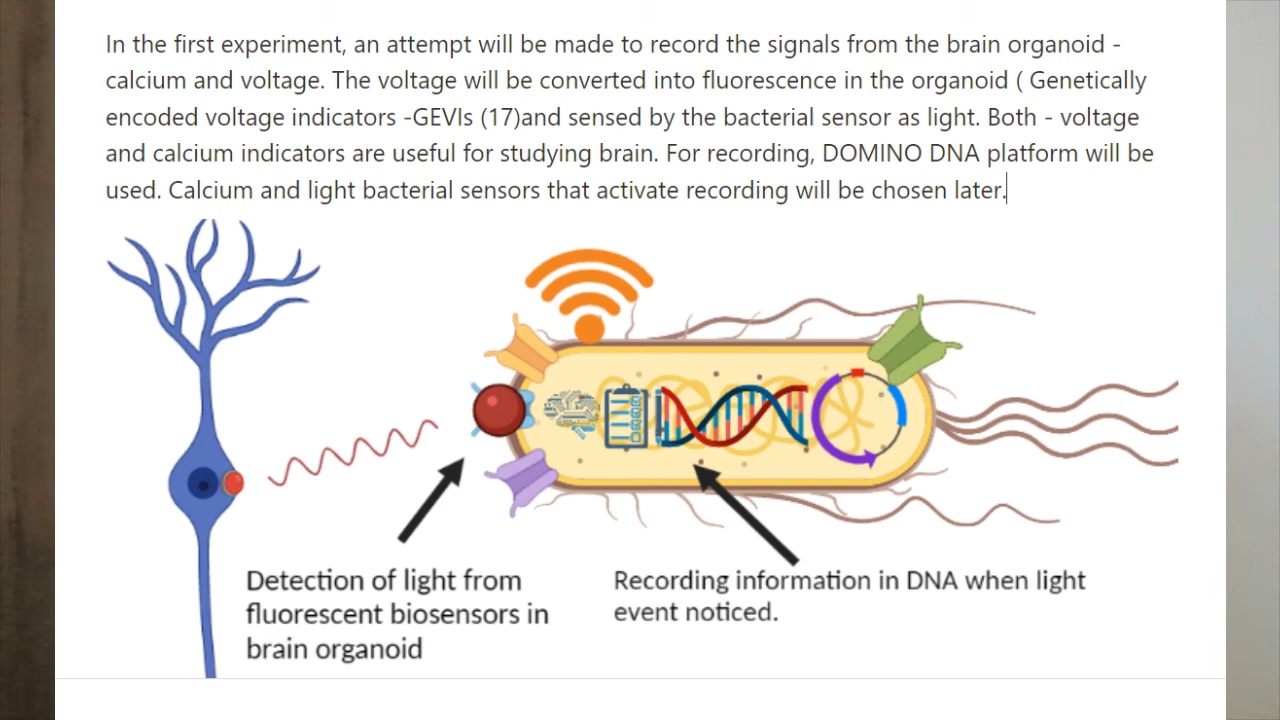 In the first experiment, an attempt will be made to record the signals from the brain organoid -
calcium and voltage. The voltage will be converted into fluorescence in the organoid ( Genetically
encoded voltage indicators -GEVIs (17)and sensed by the bacterial sensor as light. Both - voltage
and calcium indicators are useful for studying brain. For recording, DOMINO DNA platform will be
used. Calcium and light bacterial sensors that activate recording will be chosen later.
Detection of light from
fluorescent biosensors in
brain organoid
Recording information in DNA when light
event noticed.